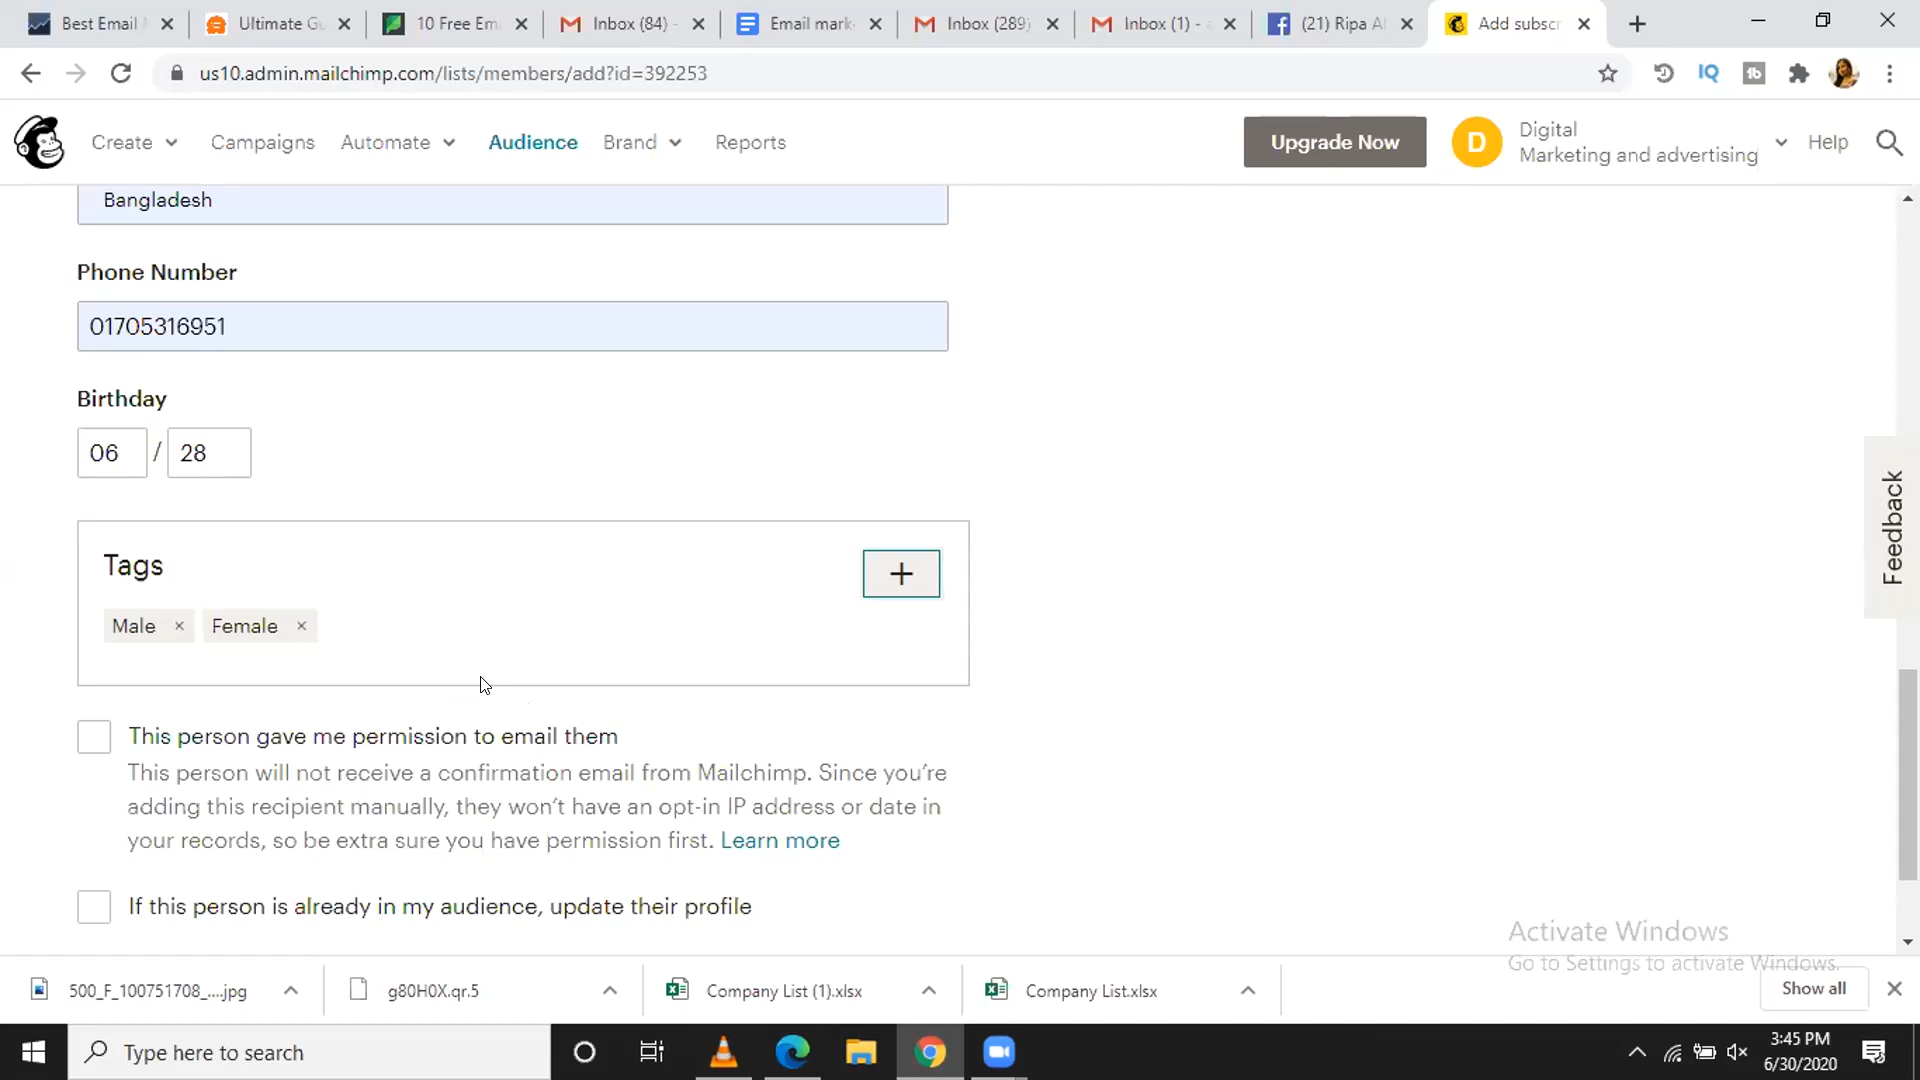 Best Email
Ultimate Gu
10 Free Em
Inbox (84) -
Email mark
Inbox (289)
Inbox (1) - a
(21) Ripa Al
Add subscr
us10.admin.mailchimp.com/lists/members/add?id=392253
IQ
tb
Create
Campaigns
Automate
Audience
Brand
Reports
Upgrade Now
D
Digital
Marketing and advertising
Help
Bangladesh
Phone Number
01705316951
Birthday
06 / 28
Tags
+
Male ×
Female ×
This person gave me permission to email them
This person will not receive a confirmation email from Mailchimp. Since you’re
adding this recipient manually, they won’t have an opt-in IP address or date in
your records, so be extra sure you have permission first. Learn more
If this person is already in my audience, update their profile
Feedback
Activate Windows
Go to Settings to activate Windows.
500_F_100751708_....jpg
g80H0X.qr.5
Company List (1).xlsx
Company List.xlsx
Show all
Type here to search
3:45 PM
6/30/2020